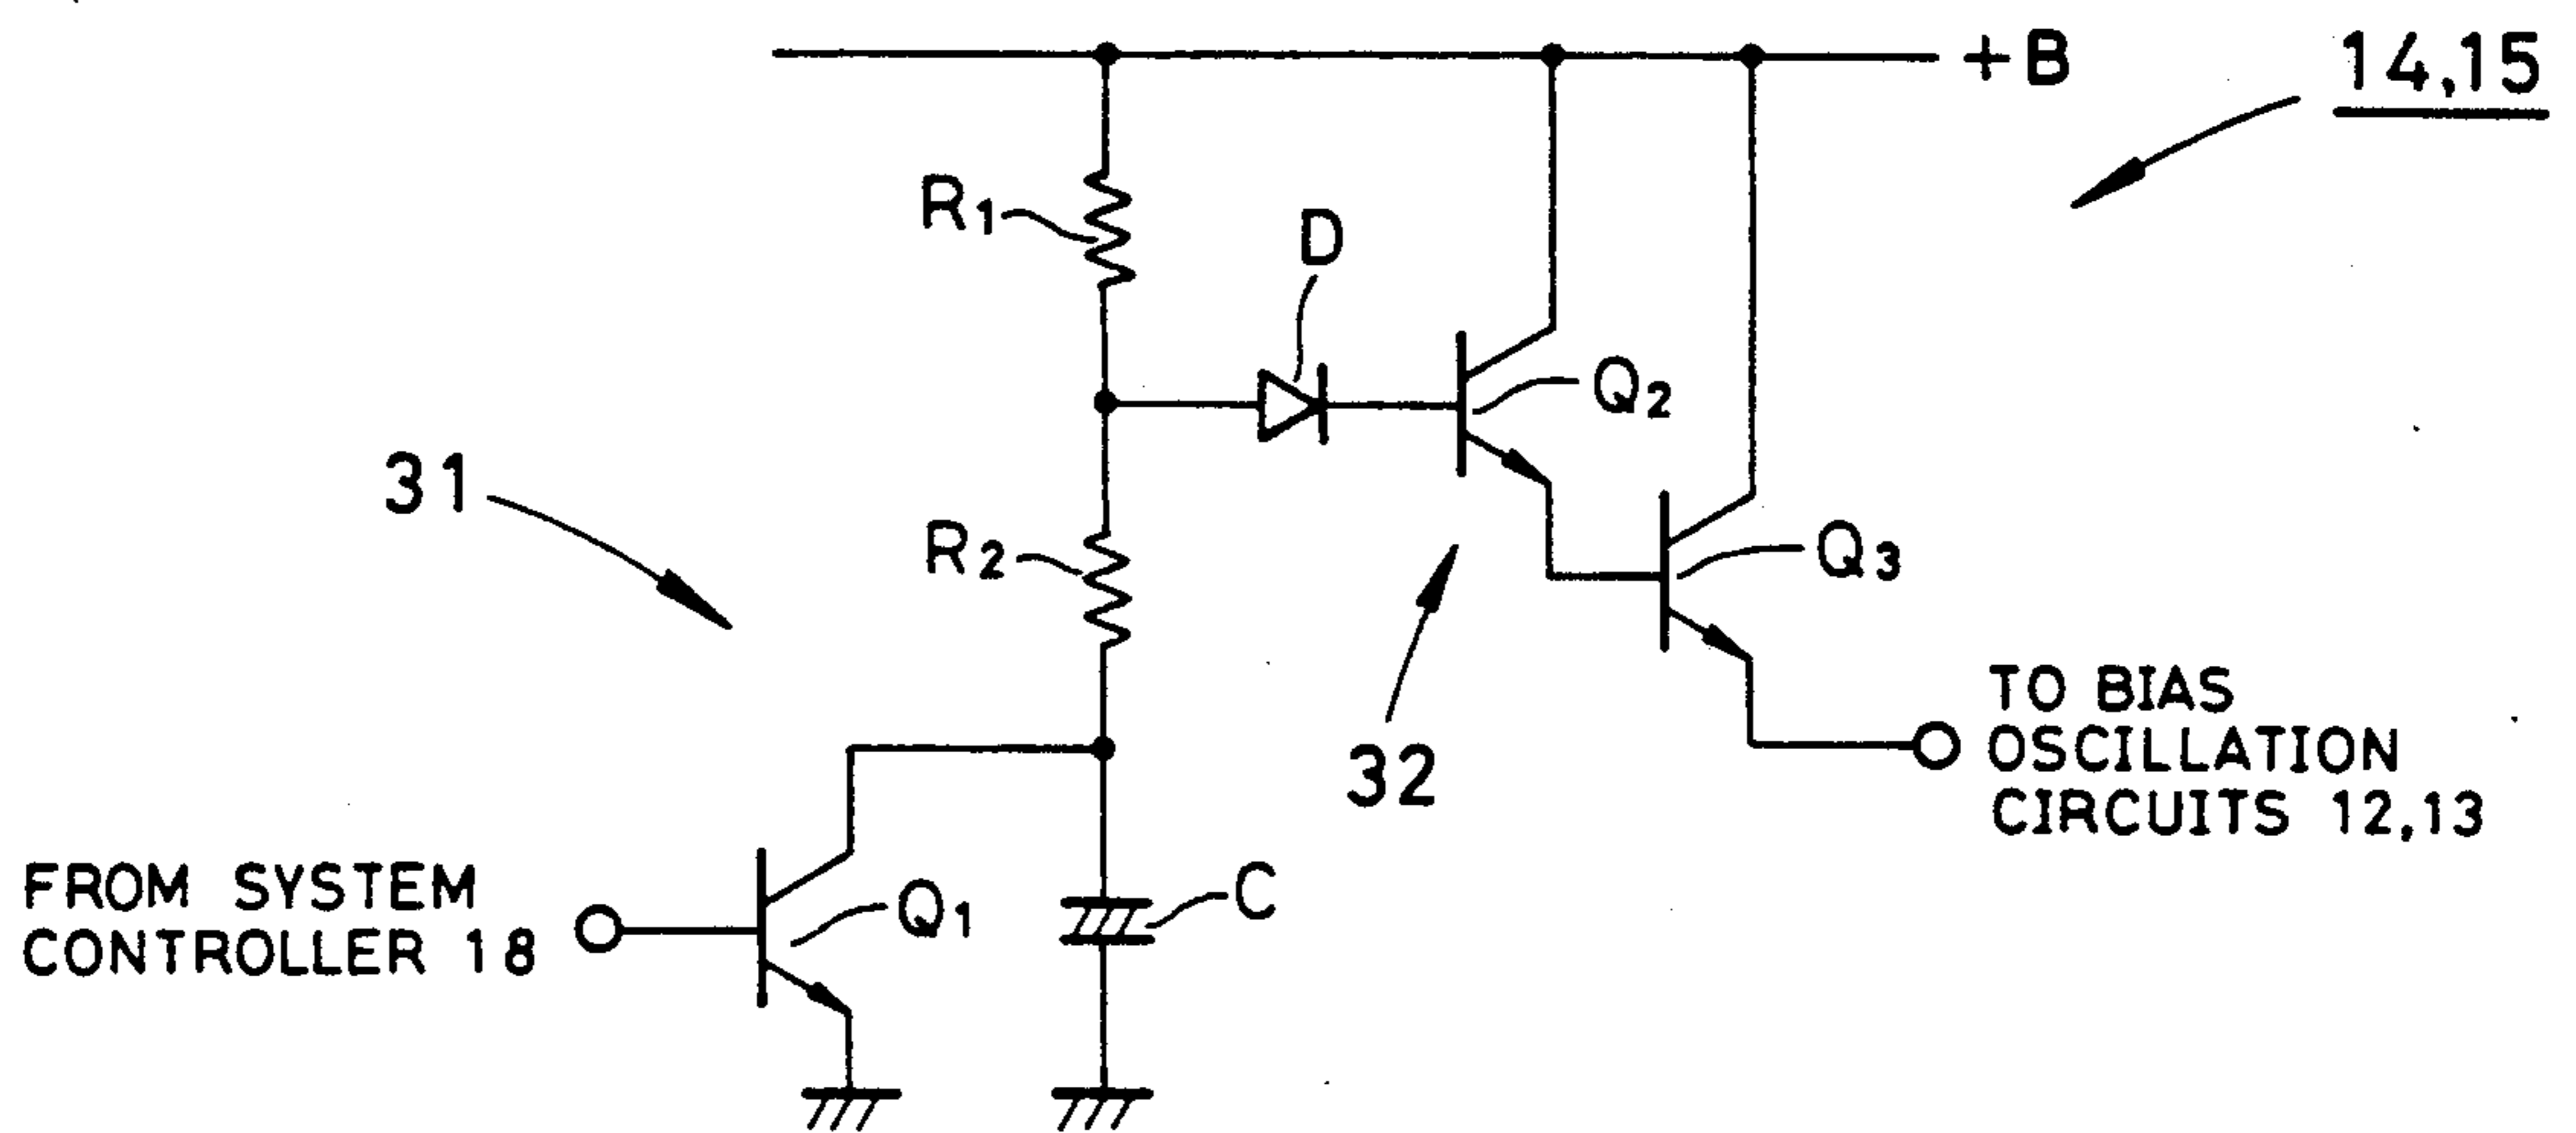 +B
14,15
R1
D
Q2
31
R2
Q3
32
TO BIAS
OSCILLATION
CIRCUITS 12,13
FROM SYSTEM
CONTROLLER 18
Q1
C